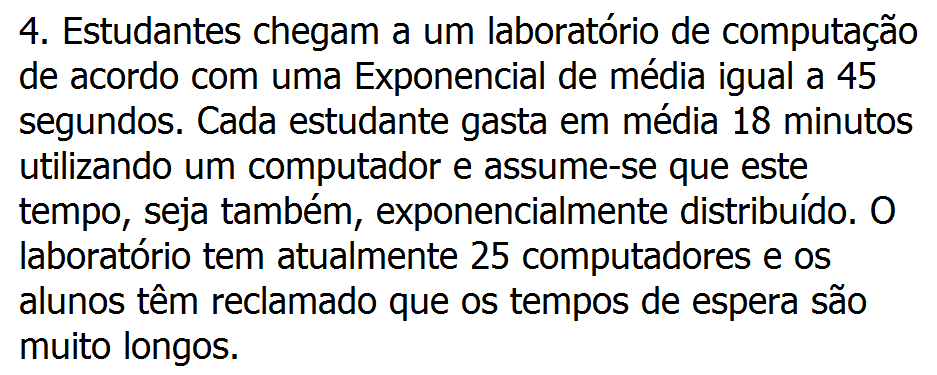 4. Estudantes chegam a um laboratório de computação
de acordo com uma Exponencial de média igual a 45
segundos. Cada estudante gasta em média 18 minutos
utilizando um computador e assume-se que este
tempo, seja também, exponencialmente distribuído. O
laboratório tem atualmente 25 computadores e os
alunos têm reclamado que os tempos de espera são
muito longos.